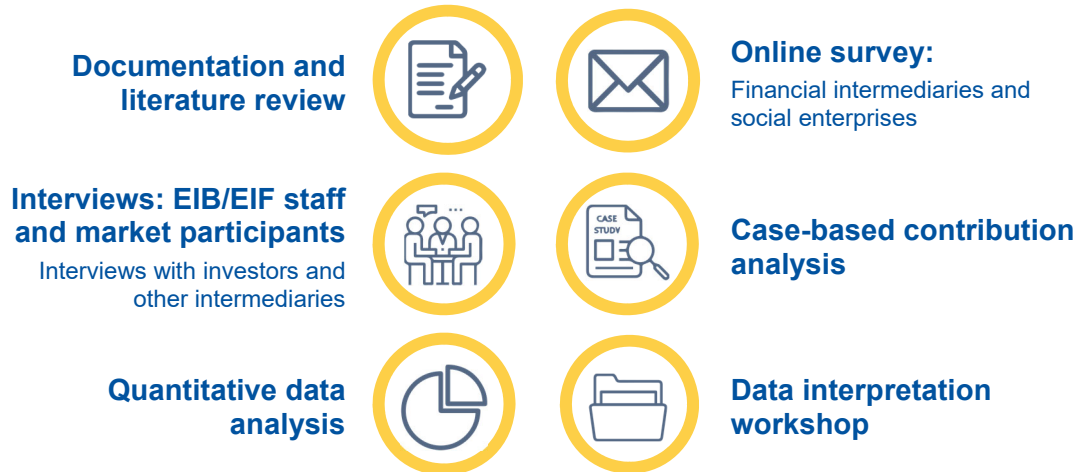 Documentation and
literature review
Online survey:
Financial intermediaries and
social enterprises
Interviews: EIB/EIF staff
and market participants
Interviews with investors and
other intermediaries
CASE
STUDY
Case-based contribution
analysis
Quantitative data
analysis
Data interpretation
workshop